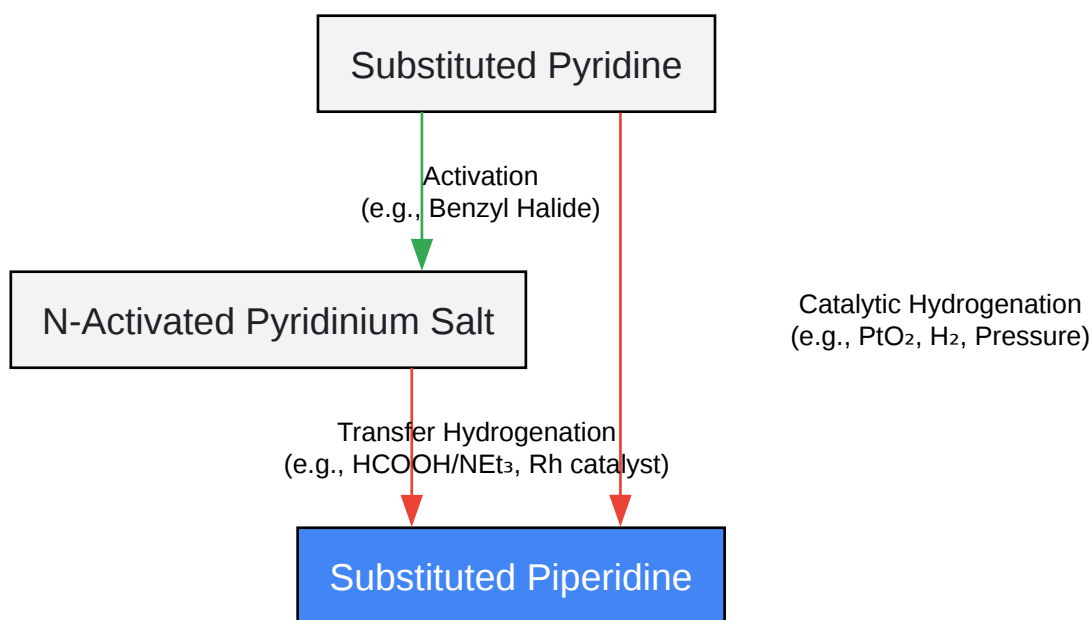 Substituted Pyridine
Activation
(e.g., Benzyl Halide)
N-Activated Pyridinium Salt
Catalytic Hydrogenation
(e.g., PtO₂, H₂, Pressure)
Transfer Hydrogenation
(e.g., HCOOH/NEt₃, Rh catalyst)
Substituted Piperidine